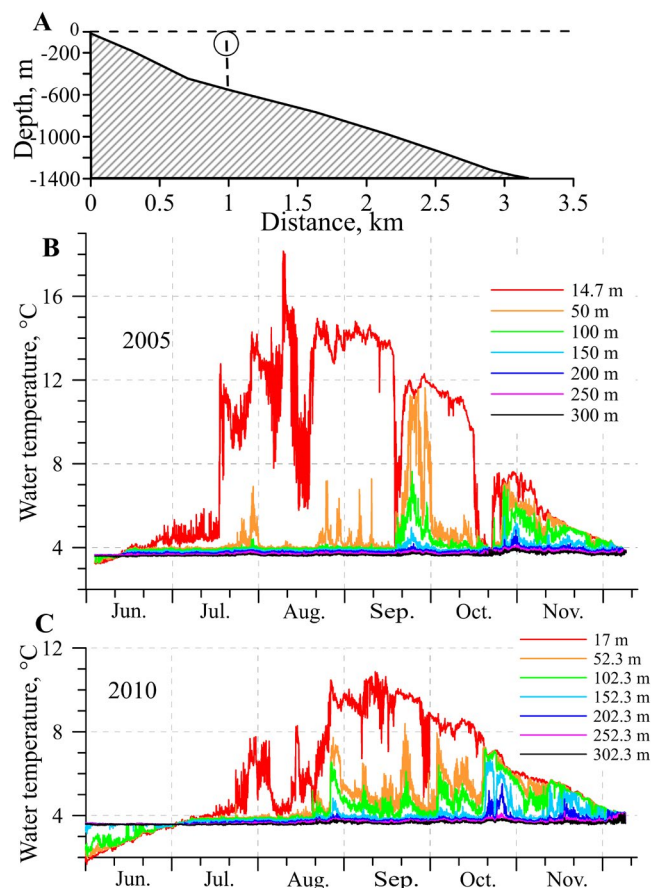 A
Depth, m
0
-200
-600
-1000
-1400
0
0.5
1
1.5
2
2.5
3
3.5
Distance, km
B
Water temperature, °C
16
12
8
4
2005
14.7 m
50 m
100 m
150 m
200 m
250 m
300 m
Jun.
Jul.
Aug.
Sep.
Oct.
Nov.
C
Water temperature, °C
12
8
4
2010
17 m
52.3 m
102.3 m
152.3 m
202.3 m
252.3 m
302.3 m
Jun.
Jul.
Aug.
Sep.
Oct.
Nov.